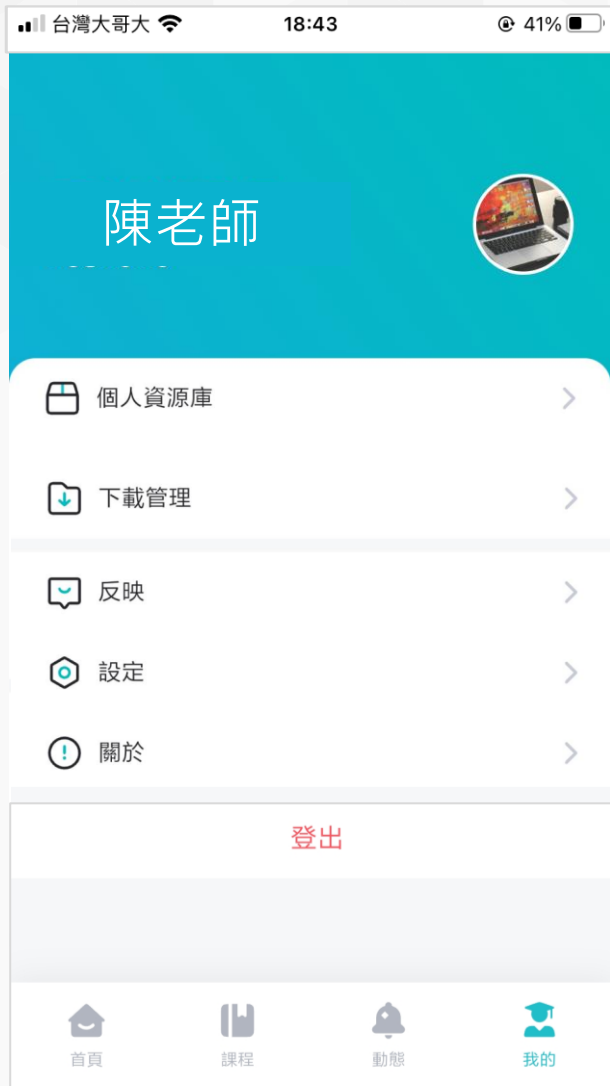 台灣大哥大 18:43 41%
陳老師
個人資源庫
下載管理
反映
設定
關於
登出
首頁 課程 動態 我的